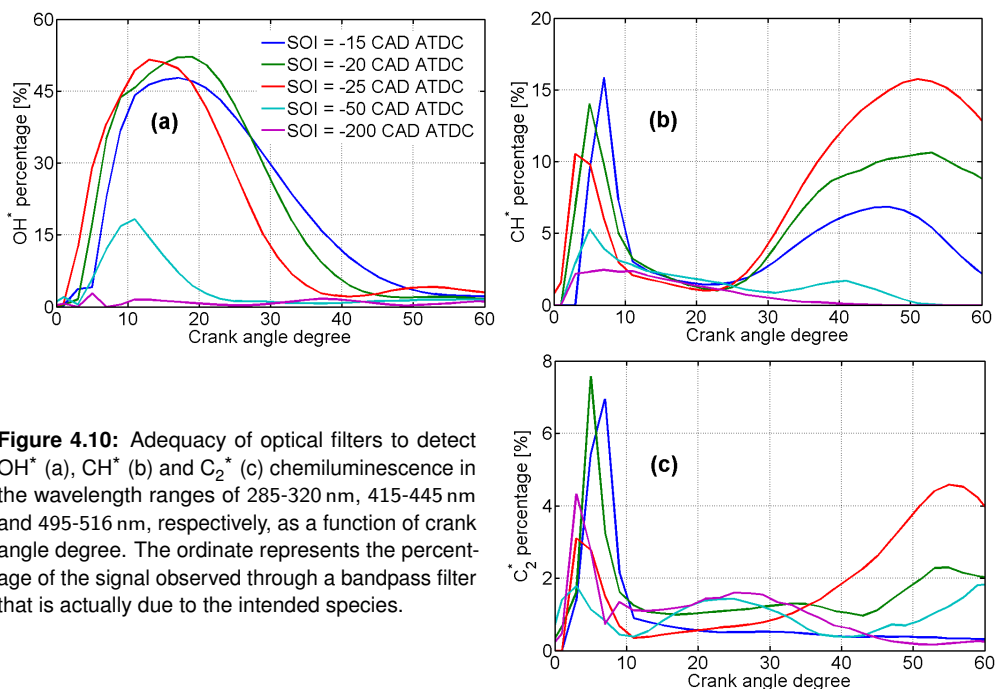 60
45
30
15
0
OH* percentage [%]
0 10 20 30 40 50 60
Crank angle degree
(a)
SOI = -15 CAD ATDC
SOI = -20 CAD ATDC
SOI = -25 CAD ATDC
SOI = -50 CAD ATDC
SOI = -200 CAD ATDC
20
15
10
5
0
CH* percentage [%]
0 10 20 30 40 50 60
Crank angle degree
(b)
Figure 4.10: Adequacy of optical filters to detect
OH* (a), CH* (b) and C2* (c) chemiluminescence in
the wavelength ranges of 285-320 nm, 415-445 nm
and 495-516 nm, respectively, as a function of crank
angle degree. The ordinate represents the percent-
age of the signal observed through a bandpass filter
that is actually due to the intended species.
8
6
4
2
0
C2* percentage [%]
0 10 20 30 40 50 60
Crank angle degree
(c)